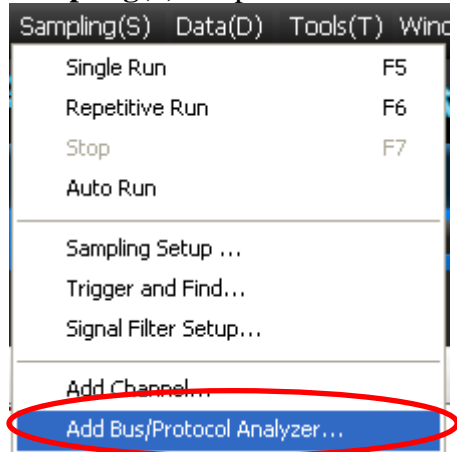 Sampling(S) Data(D) Tools(T)
Single Run F5
Repetitive Run F6
Stop F7
Auto Run
Sampling Setup ...
Trigger and Find...
Signal Filter Setup...
Add Channel...
Add Bus/Protocol Analyzer...